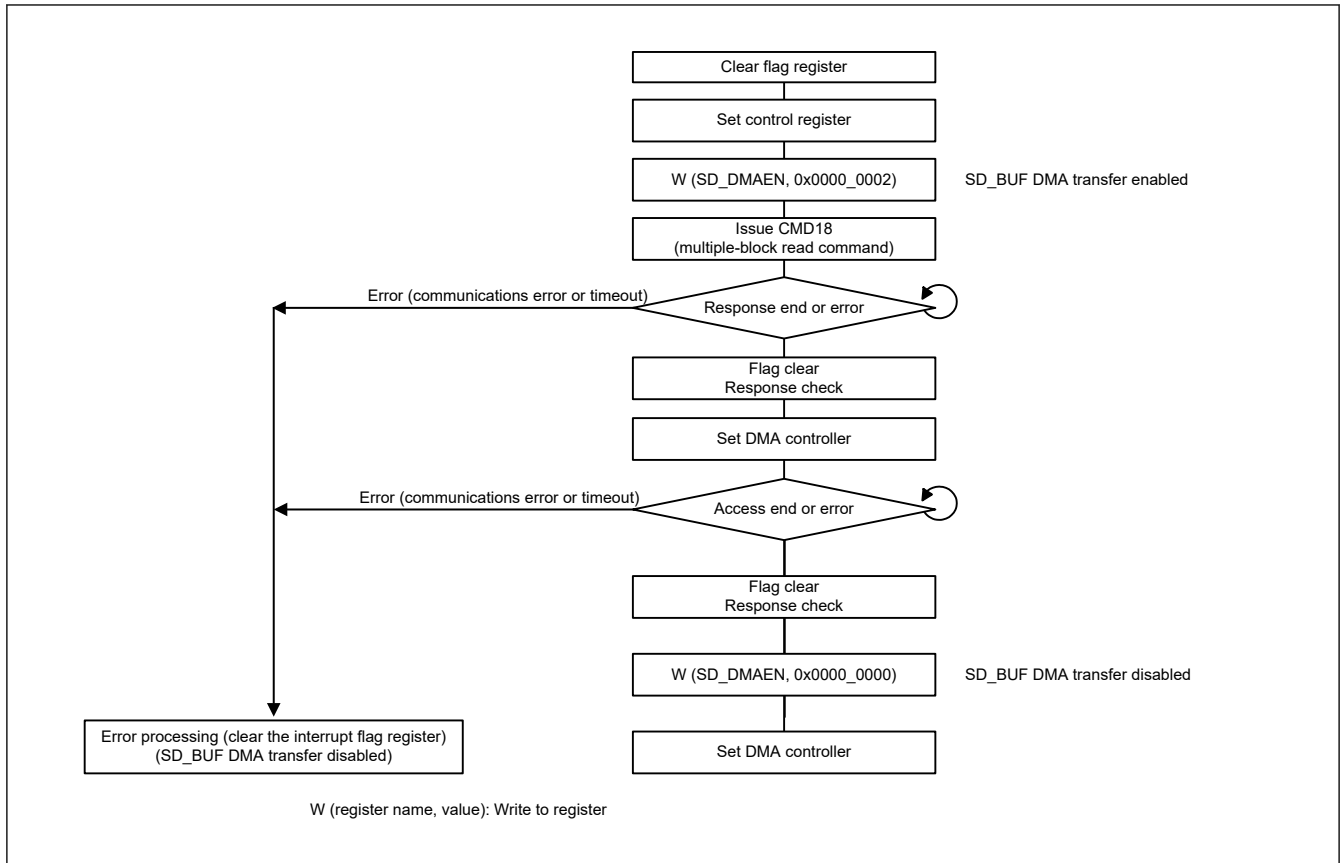 Clear flag register
Set control register
W (SD_DMAEN, 0x0000_0002)
SD_BUF DMA transfer enabled
Issue CMD18
(multiple-block read command)
Error (communications error or timeout)
Response end or error
Flag clear
Response check
Set DMA controller
Error (communications error or timeout)
Access end or error
Flag clear
Response check
W (SD_DMAEN, 0x0000_0000)
SD_BUF DMA transfer disabled
Error processing (clear the interrupt flag register)
(SD_BUF DMA transfer disabled)
Set DMA controller
W (register name, value): Write to register